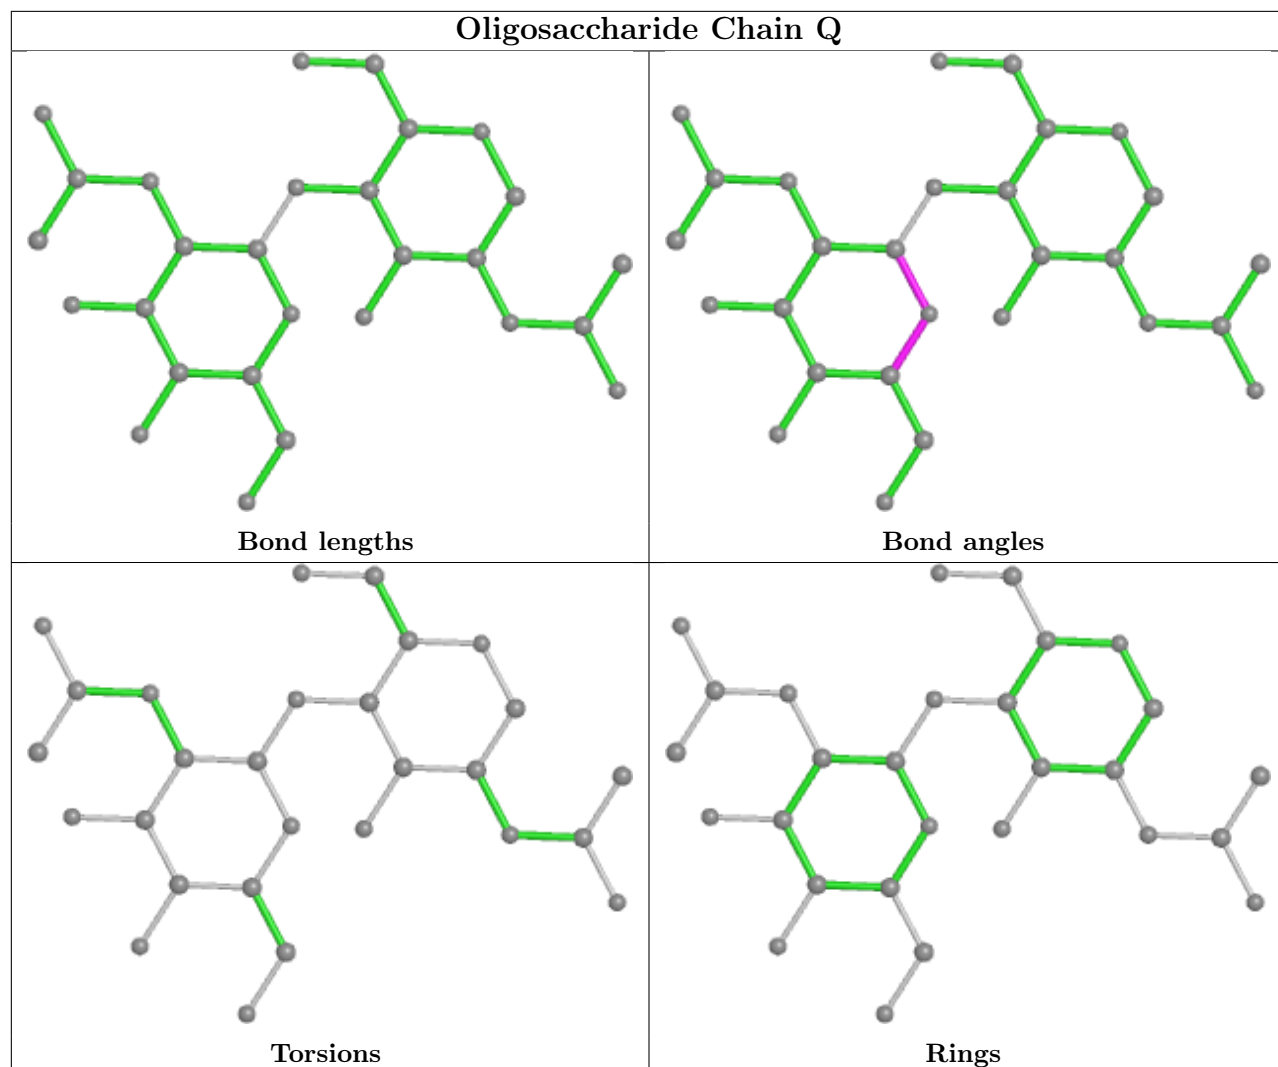 Oligosaccharide Chain Q
Bond lengths
Bond angles
Torsions
Rings